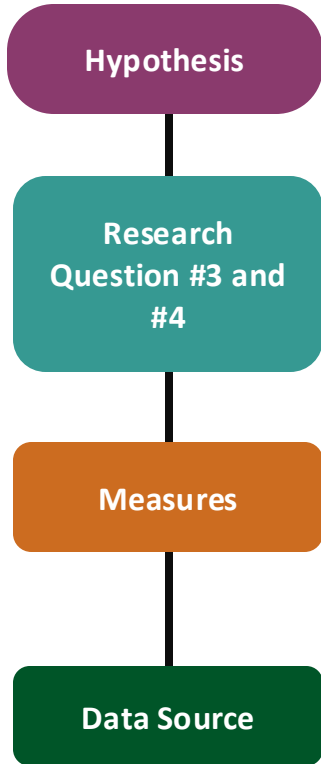 Hypothesis
Research
Question #3 and
#4
Measures
Data Source